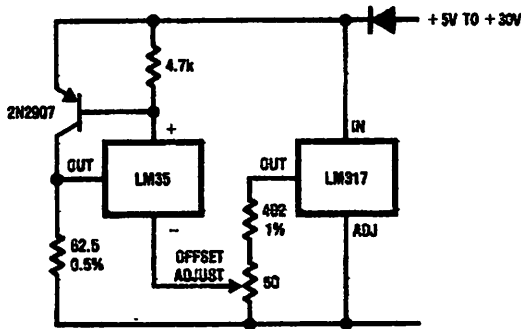 + 5V TO + 30V
4.7k
2N2907
+
IN
OUT
LM35
OUT
LM317
−
402
1%
ADJ
62.5
0.5%
OFFSET
ADJUST
50